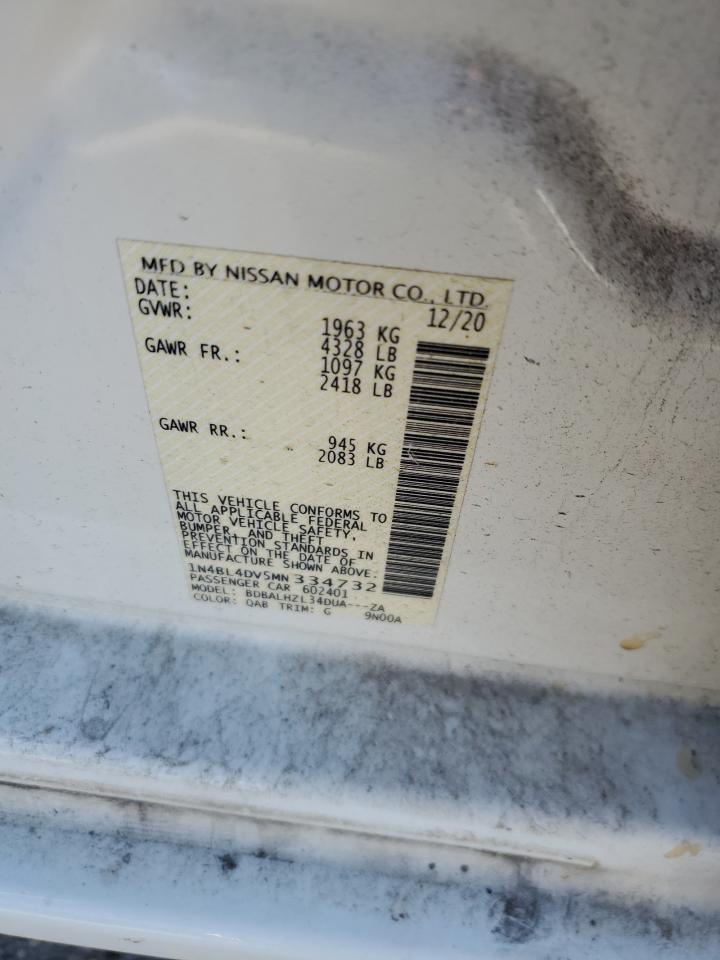 MFD BY NISSAN MOTOR CO., LTD.
DATE: 12/20
GVWR: 1963 KG
4328 LB
GAWR FR.: 1097 KG
2418 LB
GAWR RR.: 945 KG
2083 LB
THIS VEHICLE CONFORMS TO
ALL APPLICABLE FEDERAL
MOTOR VEHICLE SAFETY,
BUMPER, AND THEFT
PREVENTION STANDARDS IN
EFFECT ON THE DATE OF
MANUFACTURE SHOWN ABOVE:
1N4BL4DV5MN334732
PASSENGER CAR 602401
MODEL: BDBALHZL34DUA---ZA
COLOR: QAB TRIM: G 9N00A